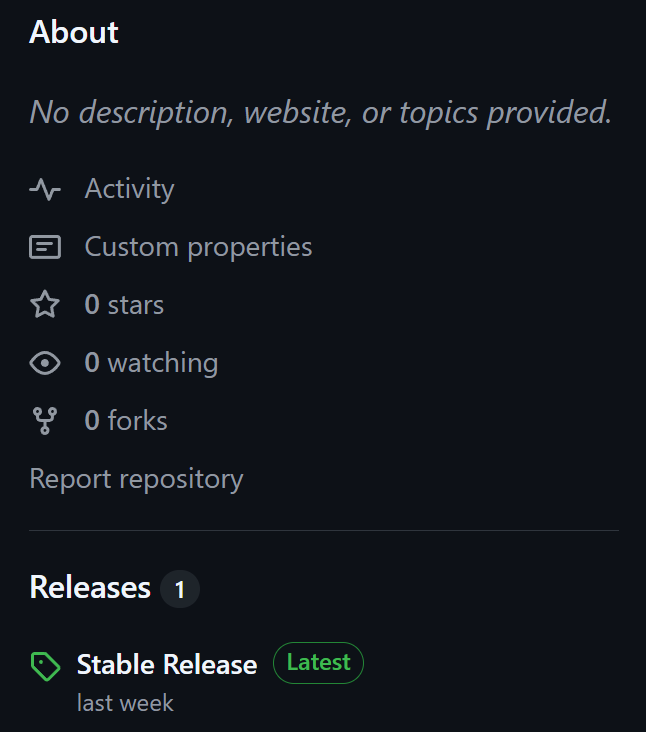 About
No description, website, or topics provided.
Activity
Custom properties
0 stars
0 watching
0 forks
Report repository
Releases 1
Stable Release Latest
last week